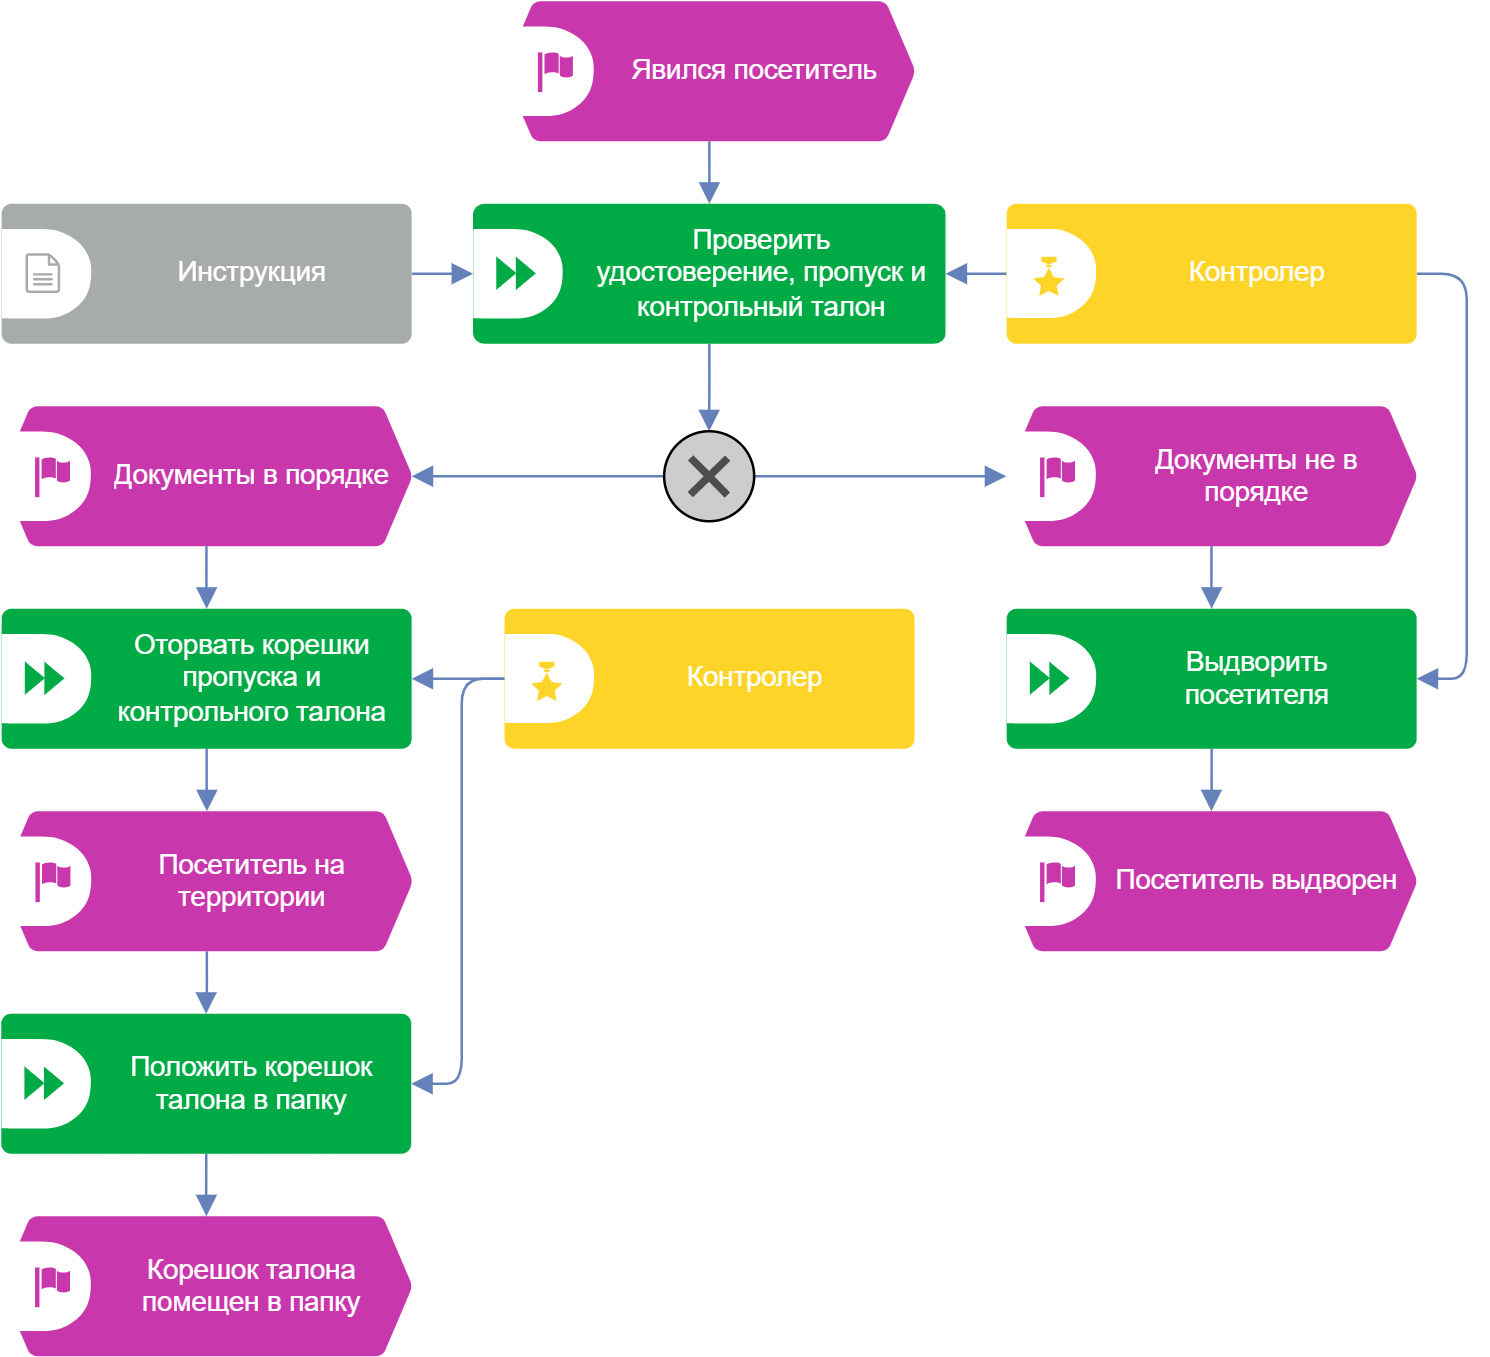 Явился посетитель
Инструкция
Проверить
удостоверение, пропуск и
контрольный талон
Контролер
Документы в порядке
Документы не в
порядке
Оторвать корешки
пропуска и
контрольного талона
Контролер
Выдворить
посетителя
Посетитель на
территории
Посетитель выдворен
Положить корешок
талона в папку
Корешок талона
помещен в папку